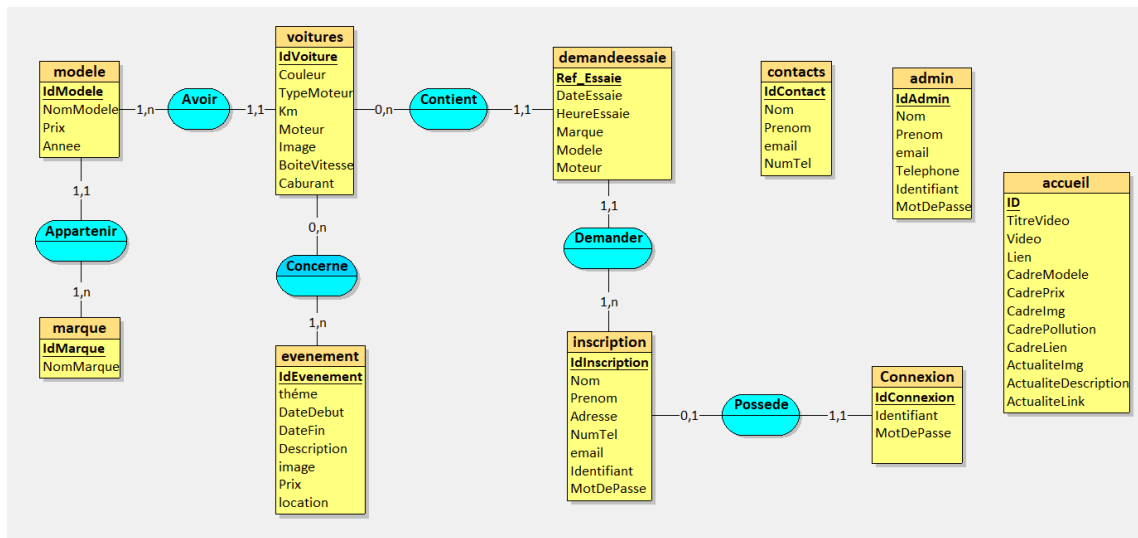 modele
IdModele
NomModele
Prix
Annee
1,n
Avoir
1,1
voitures
IdVoiture
Couleur
TypeMoteur
Km
Moteur
Image
BoiteVitesse
Caburant
0,n
Contient
1,1
demandeessaie
Ref_Essaie
DateEssaie
HeureEssaie
Marque
Modele
Moteur
contacts
IdContact
Nom
Prenom
email
NumTel
admin
IdAdmin
Nom
Prenom
email
Telephone
Identifiant
MotDePasse
accueil
ID
TitreVideo
Video
Lien
CadreModele
CadrePrix
CadreImg
CadrePollution
CadreLien
ActualiteImg
ActualiteDescription
ActualiteLink
1,1
Appartenir
1,n
marque
IdMarque
NomMarque
0,n
Concerne
1,n
evenement
IdEvenement
théme
DateDebut
DateFin
Description
image
Prix
location
1,1
Demander
1,n
inscription
IdInscription
Nom
Prenom
Adresse
NumTel
email
Identifiant
MotDePasse
0,1
Possede
1,1
Connexion
IdConnexion
Identifiant
MotDePasse